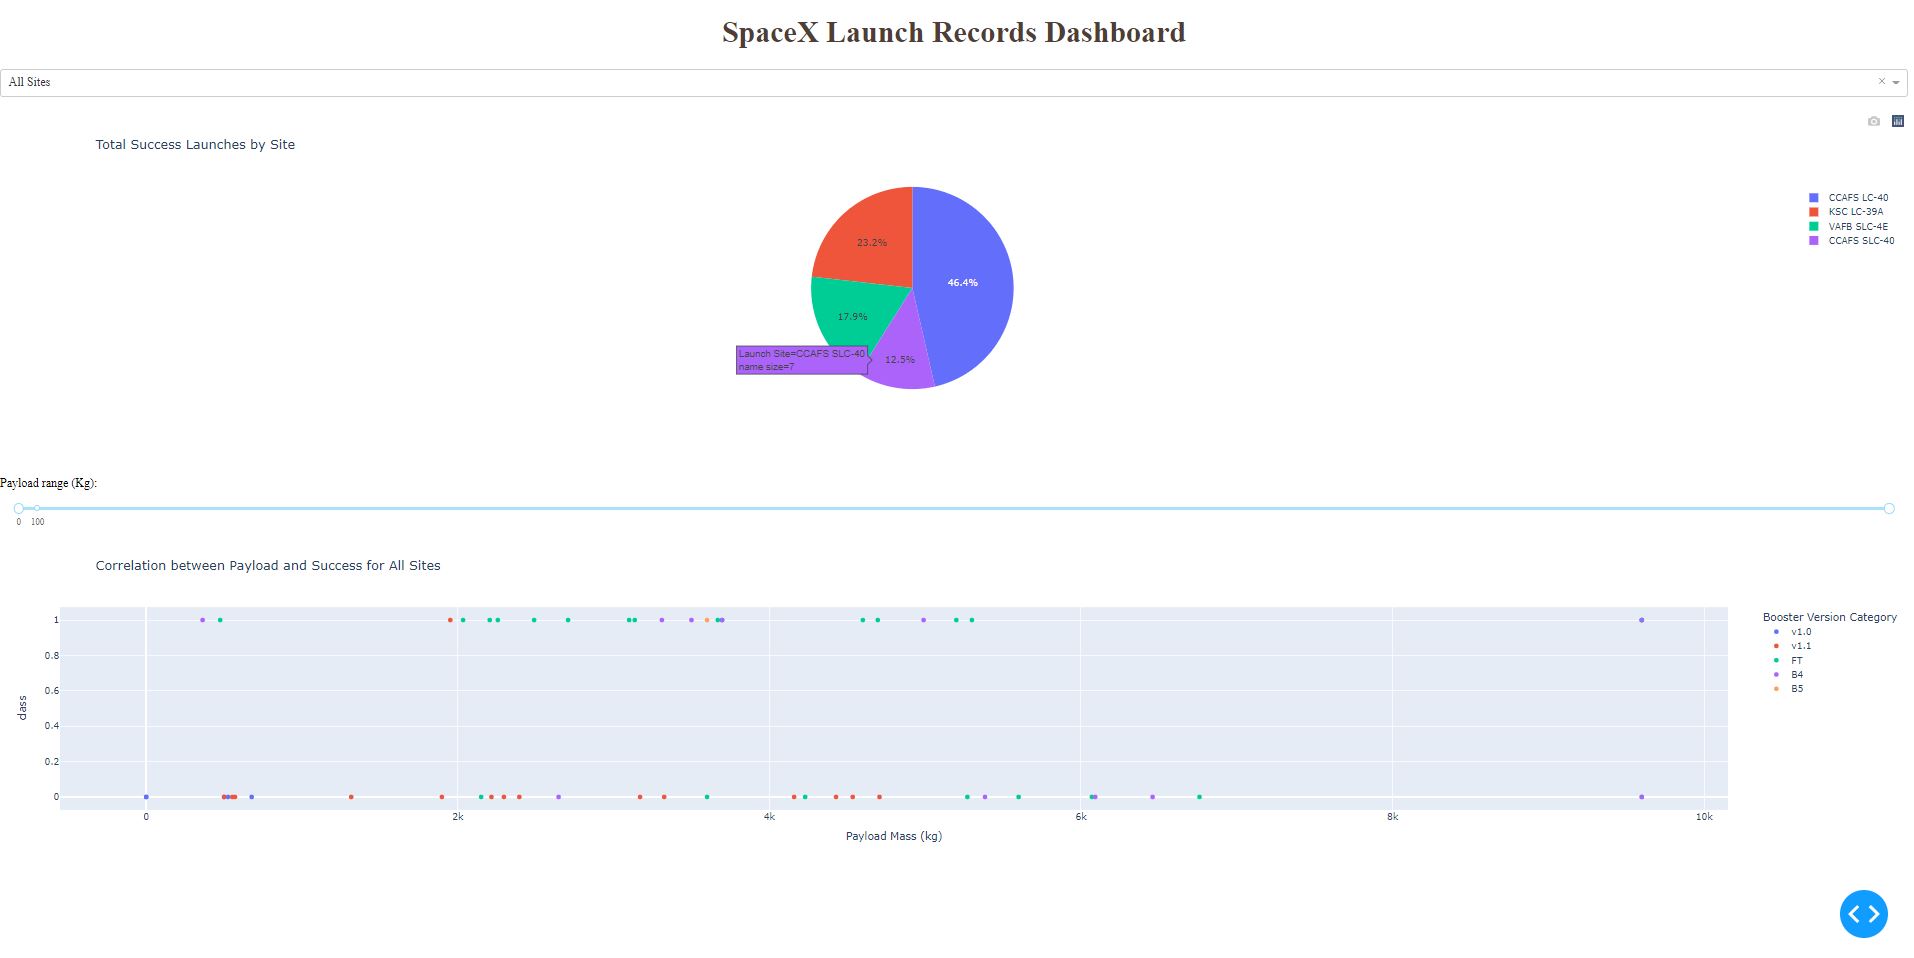 SpaceX Launch Records Dashboard
All Sites
×
Total Success Launches by Site
CCAFS LC-40
KSC LC-39A
VAFB SLC-4E
CCAFS SLC-40
23.2%
46.4%
17.9%
12.5%
Launch Site=CCAFS SLC-40
name size=7
Payload range (Kg):
0 100
Correlation between Payload and Success for All Sites
Booster Version Category
v1.0
v1.1
FT
B4
B5
class
1
0.8
0.6
0.4
0.2
0
0 2k 4k 6k 8k 10k
Payload Mass (kg)